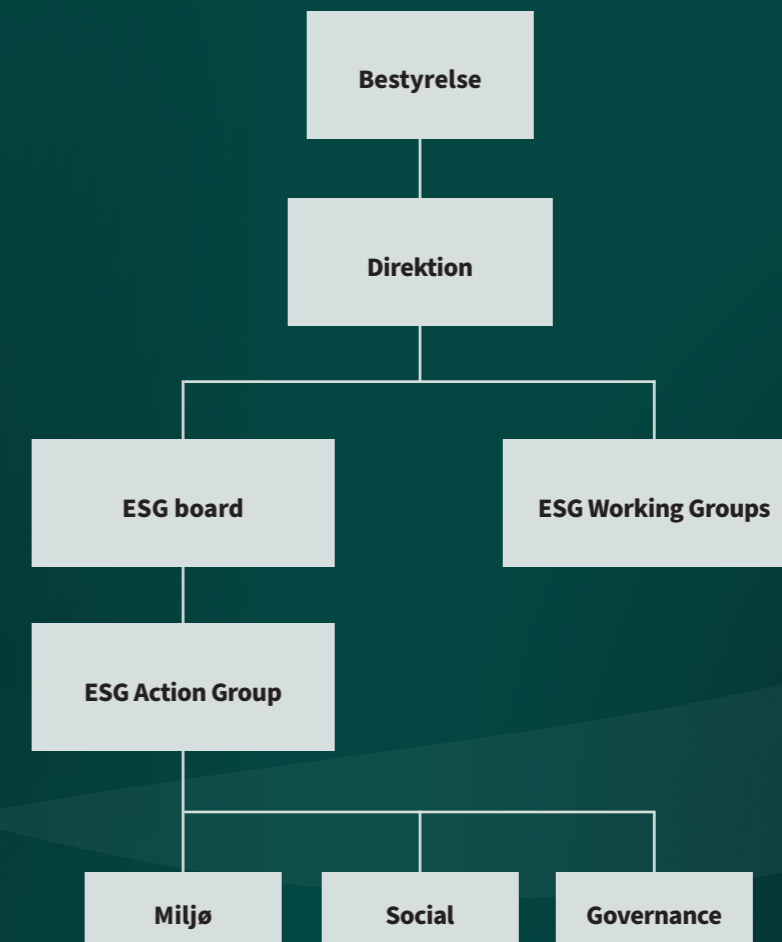 Bestyrelse
Direktion
ESG board
ESG Working Groups
ESG Action Group
Miljø
Social
Governance